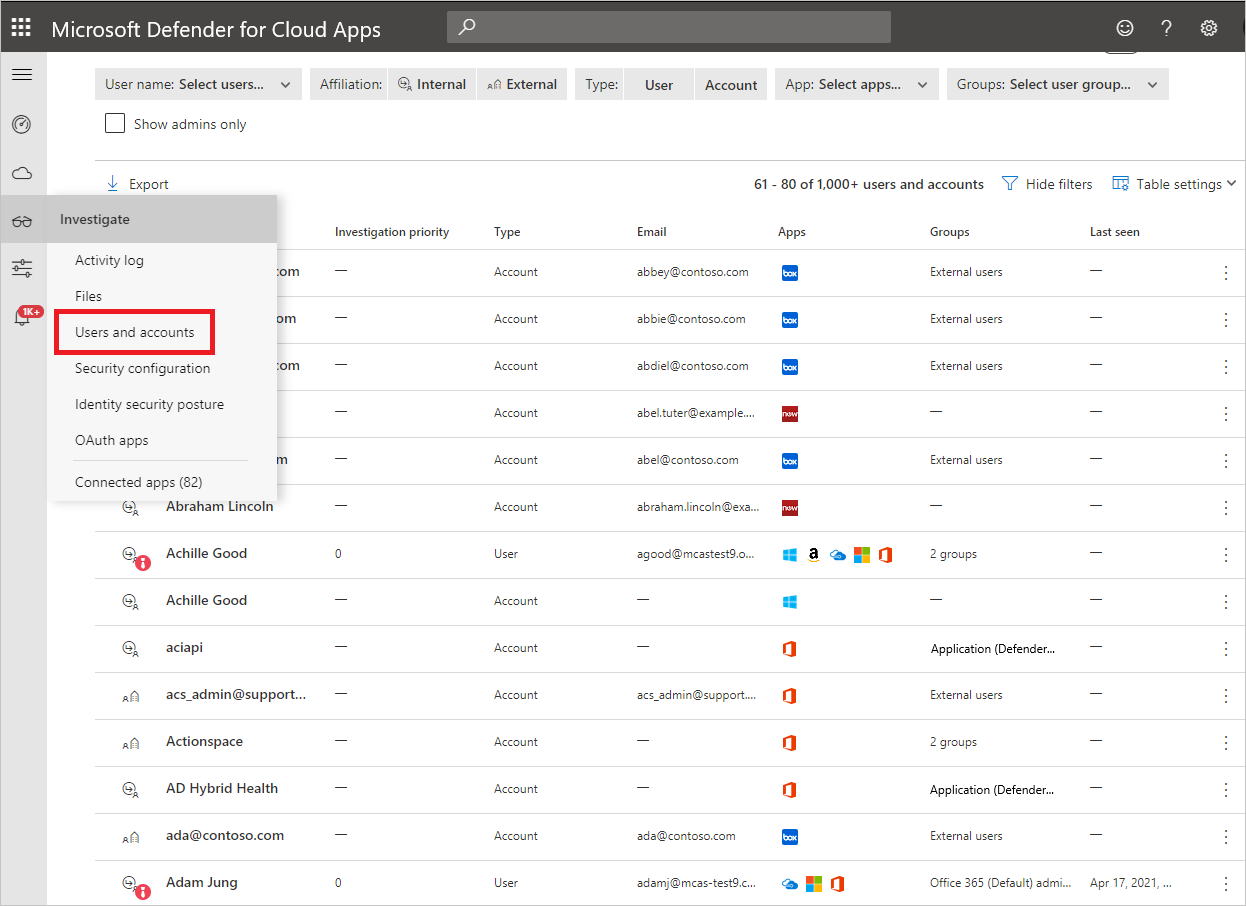 Microsoft Defender for Cloud Apps
?
User name: Select users...
Affiliation: Internal External
Type: User Account
App: Select apps...
Groups: Select user group...
Show admins only
Export
61 - 80 of 1,000+ users and accounts
Hide filters
Table settings
Investigate
Activity log
Files
1K+
Users and accounts
Security configuration
Identity security posture
OAuth apps
Connected apps (82)
Investigation priority Type Email Apps Groups Last seen
com — Account abbey@contoso.com box External users —
om — Account abbie@contoso.com box External users —
com — Account abdiel@contoso.com box External users —
— Account abel.tuter@example.... now — —
m — Account abel@contoso.com box External users —
Abraham Lincoln — Account abraham.lincoln@exa... now — —
Achille Good 0 User agood@mcastest9.o... a 2 groups —
Achille Good — Account — — —
aciapi — Account Application (Defender... —
acs_admin@support... — Account acs_admin@support.... External users —
Actionspace — Account — 2 groups —
AD Hybrid Health — Account — Application (Defender... —
ada@contoso.com — Account ada@contoso.com box External users —
Adam Jung 0 User adamj@mcas-test9.c... Office 365 (Default) admi... Apr 17, 2021, ...